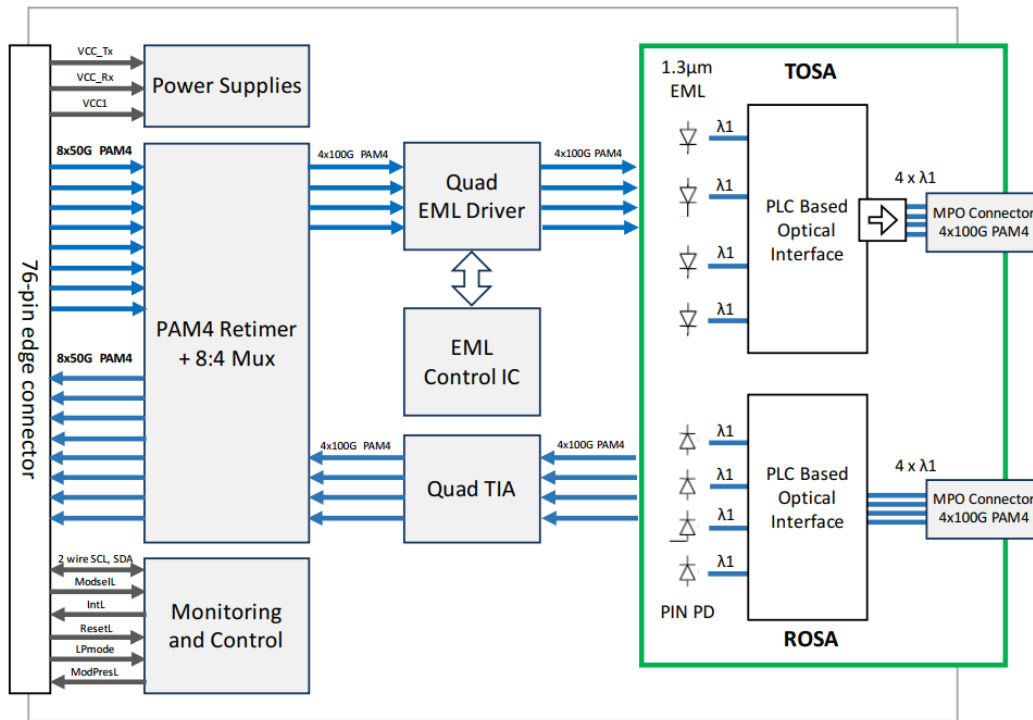 VCC_Tx
VCC_Rx
VCC1
Power Supplies
76-pin edge connector
8x50G PAM4
8x50G PAM4
PAM4 Retimer
+ 8:4 Mux
4x100G PAM4
Quad
EML Driver
4x100G PAM4
EML
Control IC
4x100G PAM4
Quad TIA
4x100G PAM4
2 wire SCL, SDA
ModselL
IntL
ResetL
LPmode
ModPresL
Monitoring
and Control
1.3µm
EML
TOSA
λ1
λ1
λ1
λ1
PLC Based
Optical
Interface
4 x λ1
MPO Connector
4x100G PAM4
λ1
λ1
λ1
λ1
PIN PD
PLC Based
Optical
Interface
4 x λ1
MPO Connector
4x100G PAM4
ROSA